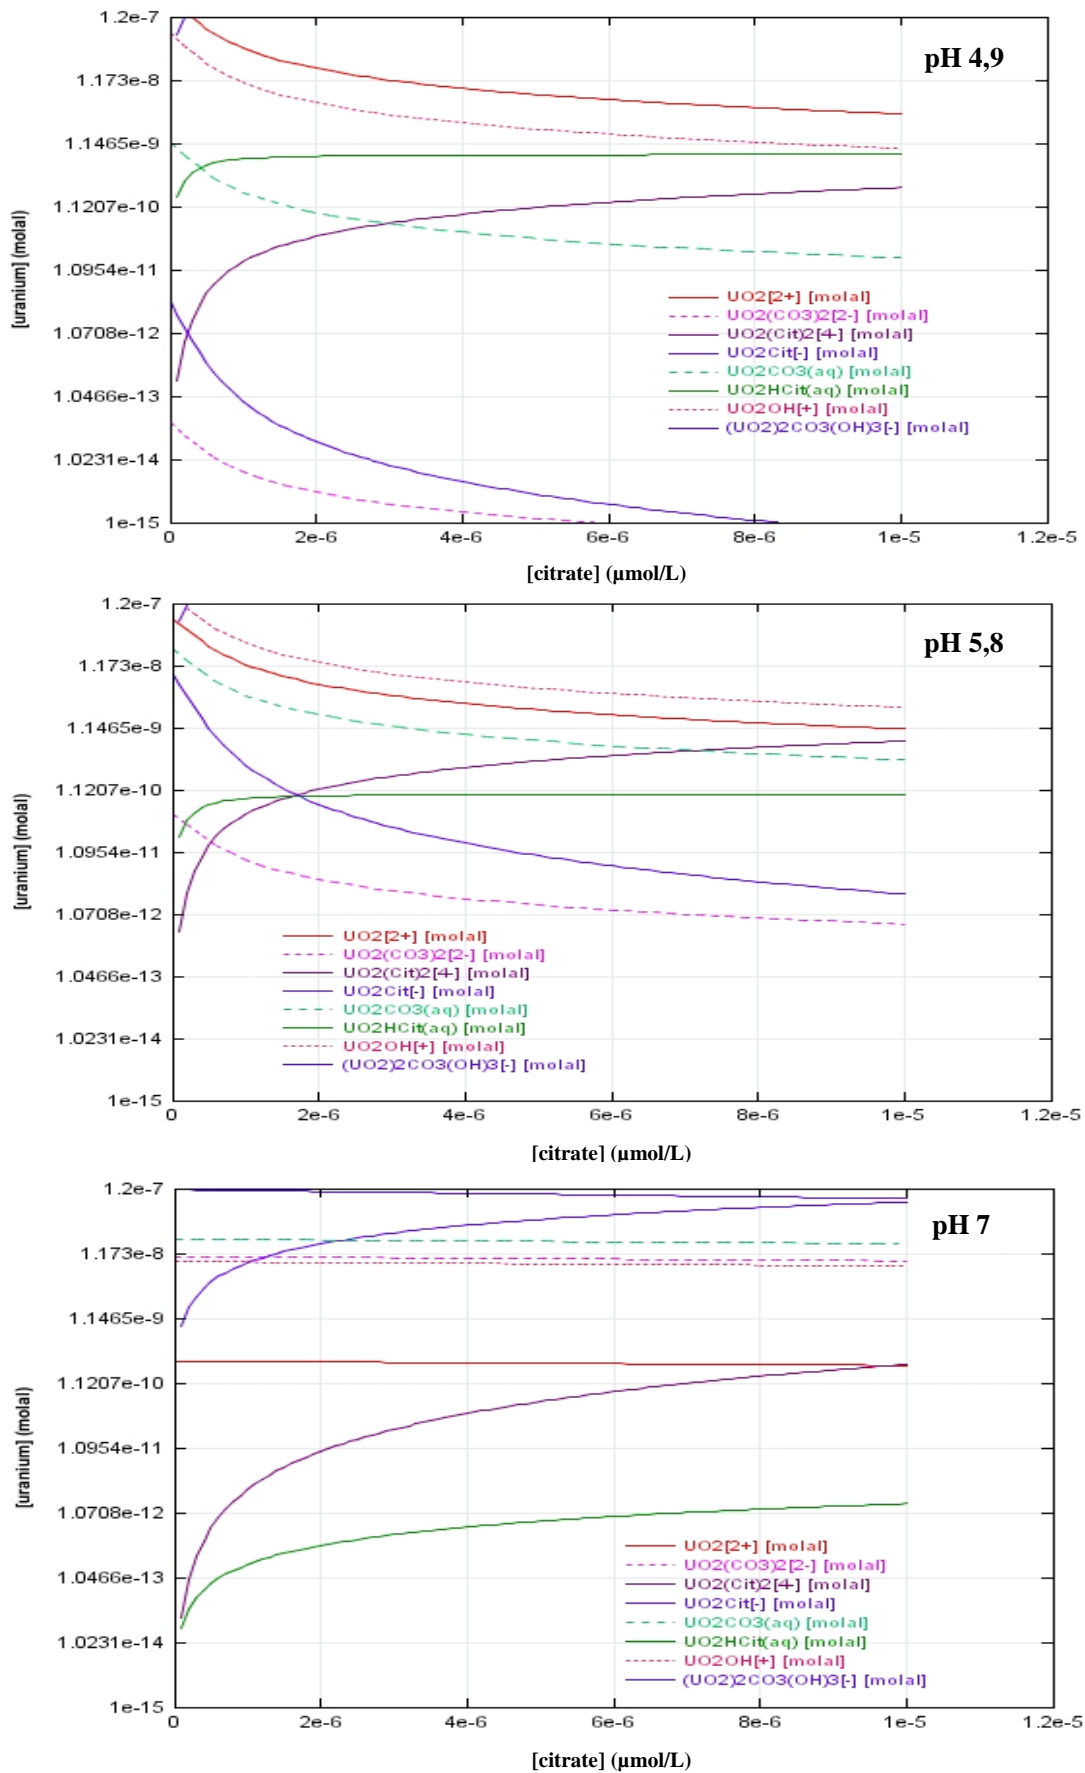 1.2e-7
pH 4,9
1.173e-8
1.1465e-9
1.1207e-10
1.0954e-11
1.0708e-12
1.0466e-13
1.0231e-14
1e-15
[uranium] (molal)
UO2[2+] [molal]
UO2(CO3)2[2-] [molal]
UO2(Cit)2[4-] [molal]
UO2Cit[-] [molal]
UO2CO3(aq) [molal]
UO2HCit(aq) [molal]
UO2OH[+] [molal]
(UO2)2CO3(OH)3[-] [molal]
0 2e-6 4e-6 6e-6 8e-6 1e-5 1.2e-5
[citrate] (µmol/L)
1.2e-7
pH 5,8
1.173e-8
1.1465e-9
1.1207e-10
1.0954e-11
1.0708e-12
1.0466e-13
1.0231e-14
1e-15
[uranium] (molal)
UO2[2+] [molal]
UO2(CO3)2[2-] [molal]
UO2(Cit)2[4-] [molal]
UO2Cit[-] [molal]
UO2CO3(aq) [molal]
UO2HCit(aq) [molal]
UO2OH[+] [molal]
(UO2)2CO3(OH)3[-] [molal]
0 2e-6 4e-6 6e-6 8e-6 1e-5 1.2e-5
[citrate] (µmol/L)
1.2e-7
pH 7
1.173e-8
1.1465e-9
1.1207e-10
1.0954e-11
1.0708e-12
1.0466e-13
1.0231e-14
1e-15
[uranium] (molal)
UO2[2+] [molal]
UO2(CO3)2[2-] [molal]
UO2(Cit)2[4-] [molal]
UO2Cit[-] [molal]
UO2CO3(aq) [molal]
UO2HCit(aq) [molal]
UO2OH[+] [molal]
(UO2)2CO3(OH)3[-] [molal]
0 2e-6 4e-6 6e-6 8e-6 1e-5 1.2e-5
[citrate] (µmol/L)